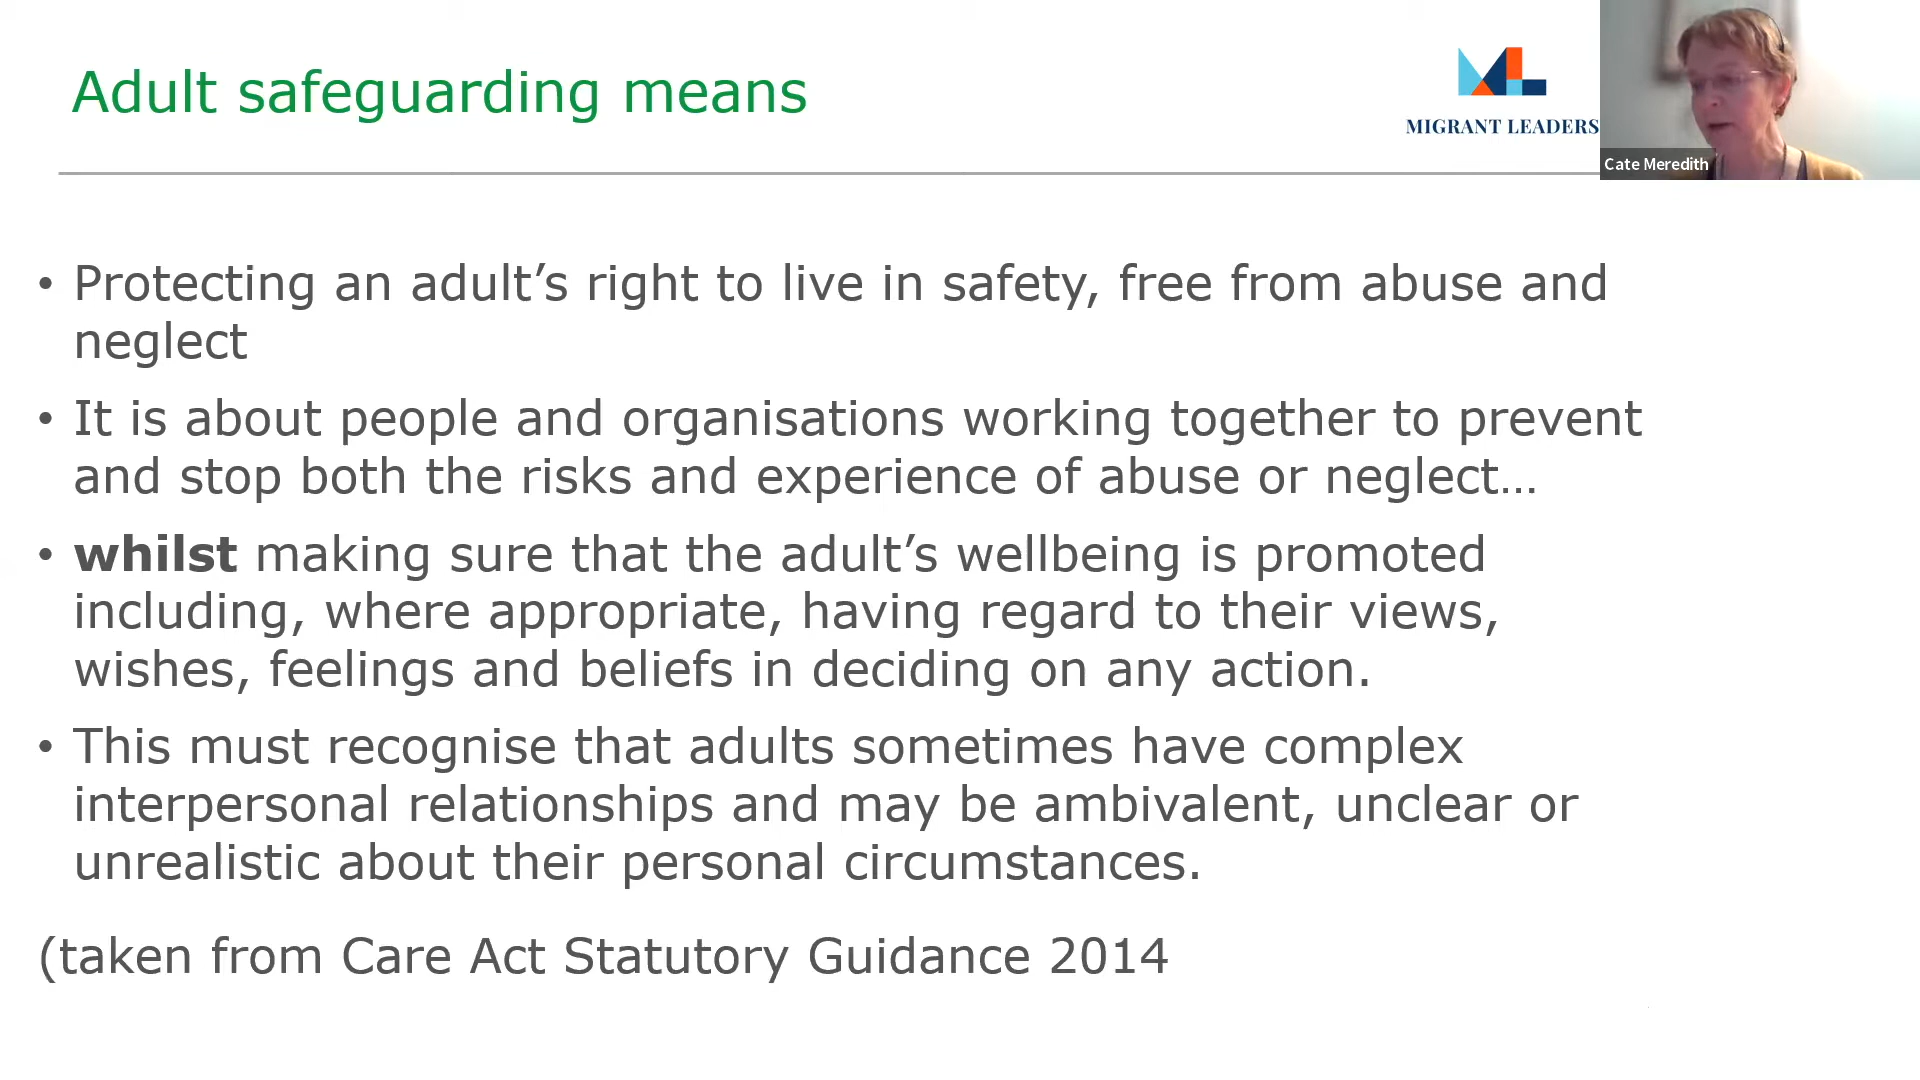 Adult safeguarding means
MIGRANT LEADERS
Cate Meredith
• Protecting an adult’s right to live in safety, free from abuse and
neglect
• It is about people and organisations working together to prevent
and stop both the risks and experience of abuse or neglect…
• whilst making sure that the adult’s wellbeing is promoted
including, where appropriate, having regard to their views,
wishes, feelings and beliefs in deciding on any action.
• This must recognise that adults sometimes have complex
interpersonal relationships and may be ambivalent, unclear or
unrealistic about their personal circumstances.
(taken from Care Act Statutory Guidance 2014